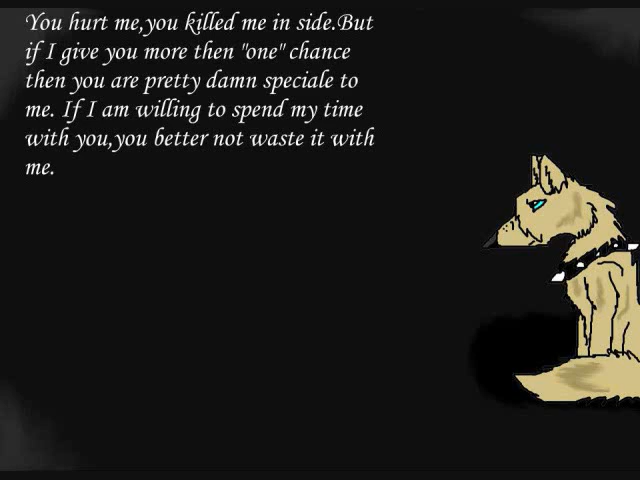 You hurt me,you killed me in side.But
if I give you more then "one" chance
then you are pretty damn speciale to
me. If I am willing to spend my time
with you,you better not waste it with
me.